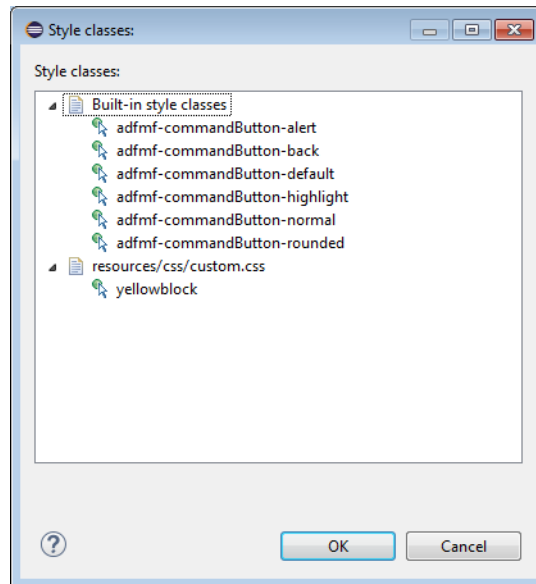 Style classes:
Style classes:
Built-in style classes
adfmf-commandButton-alert
adfmf-commandButton-back
adfmf-commandButton-default
adfmf-commandButton-highlight
adfmf-commandButton-normal
adfmf-commandButton-rounded
resources/css/custom.css
yellowblock
?
OK Cancel